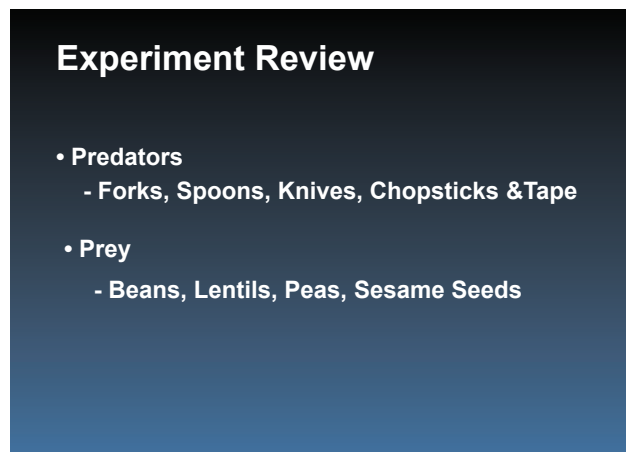 Experiment Review
• Predators
- Forks, Spoons, Knives, Chopsticks &Tape
• Prey
- Beans, Lentils, Peas, Sesame Seeds